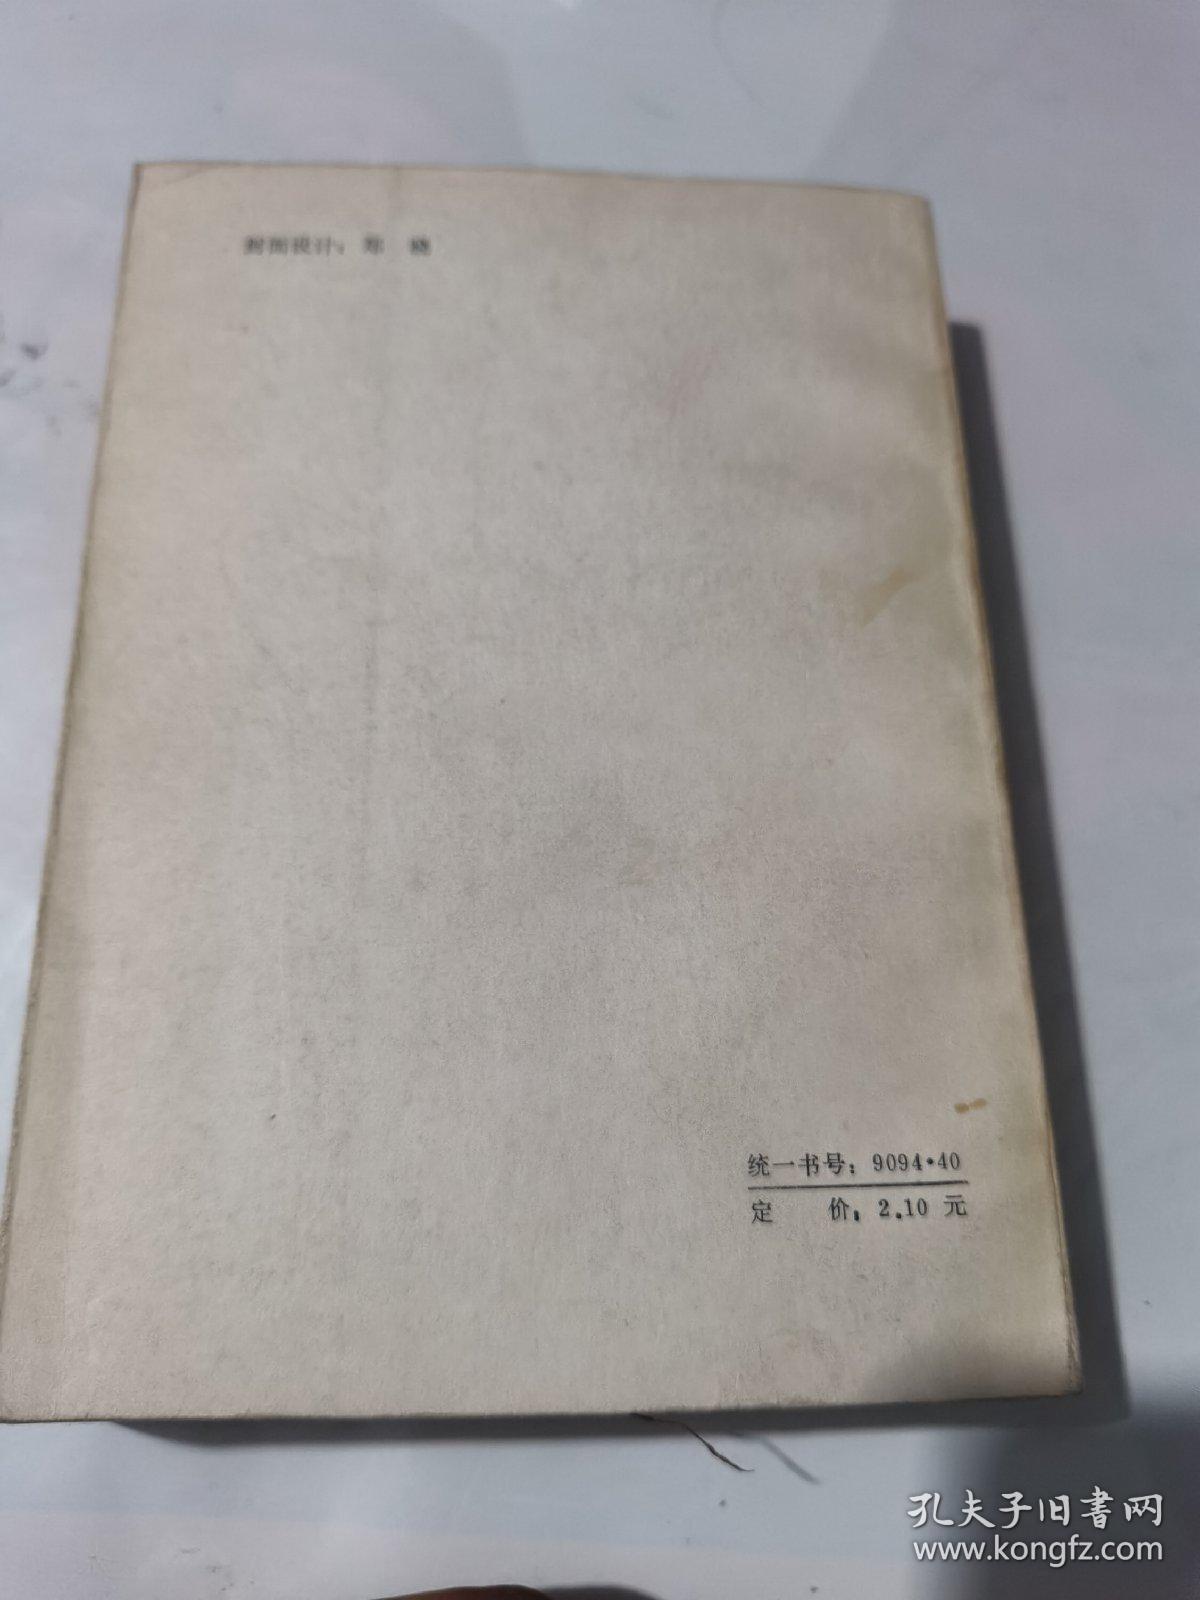 封面设计：郑
统一书号：9094·40
定　价：2.10 元
孔夫子旧書网
www.kongfz.com